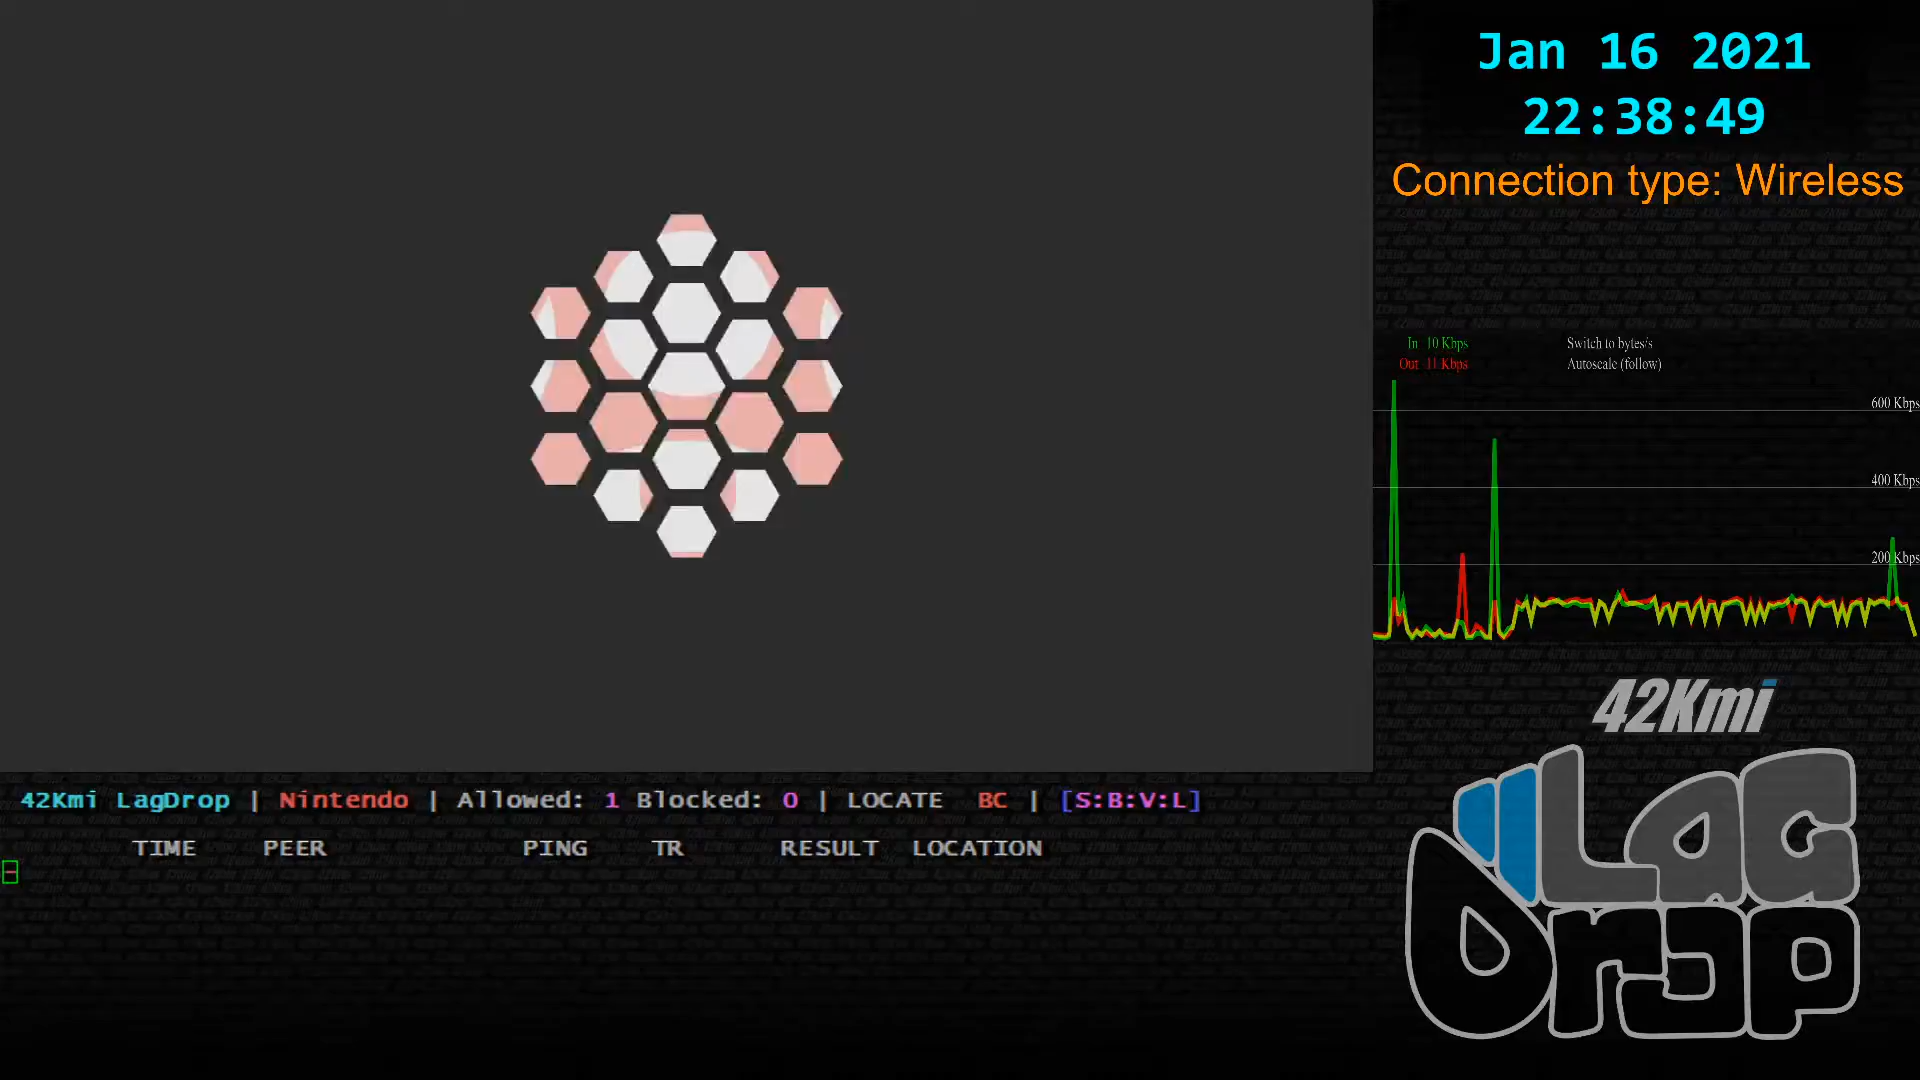 Jan 16 2021
22:38:49
Connection type: Wireless
In 10 Kbps
Switch to bytes/s
Out 11 Kbps
Autoscale (follow)
600 Kbps
400 Kbps
200 Kbps
42Kmi
LAG
Drop
42Kmi LagDrop | Nintendo | Allowed: 1 Blocked: 0 | LOCATE BC | [S:B:V:L]
TIME PEER PING TR RESULT LOCATION